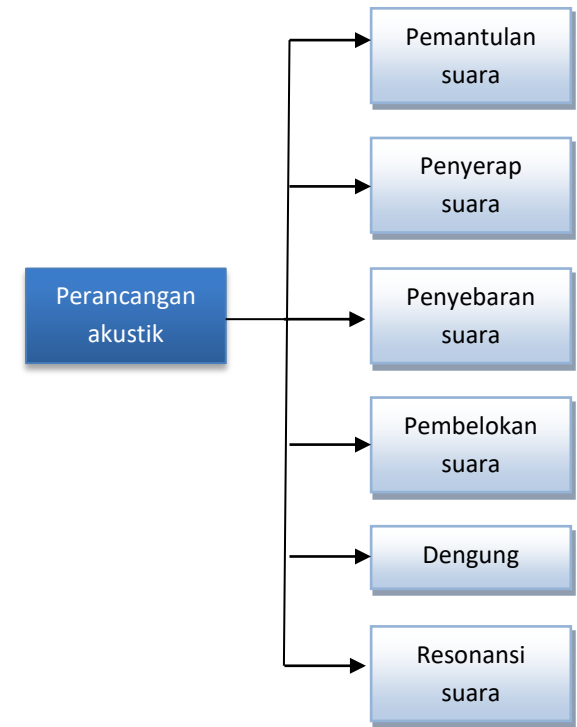 Pemantulan
suara
Penyerap
suara
Perancangan
akustik
Penyebaran
suara
Pembelokan
suara
Dengung
Resonansi
suara